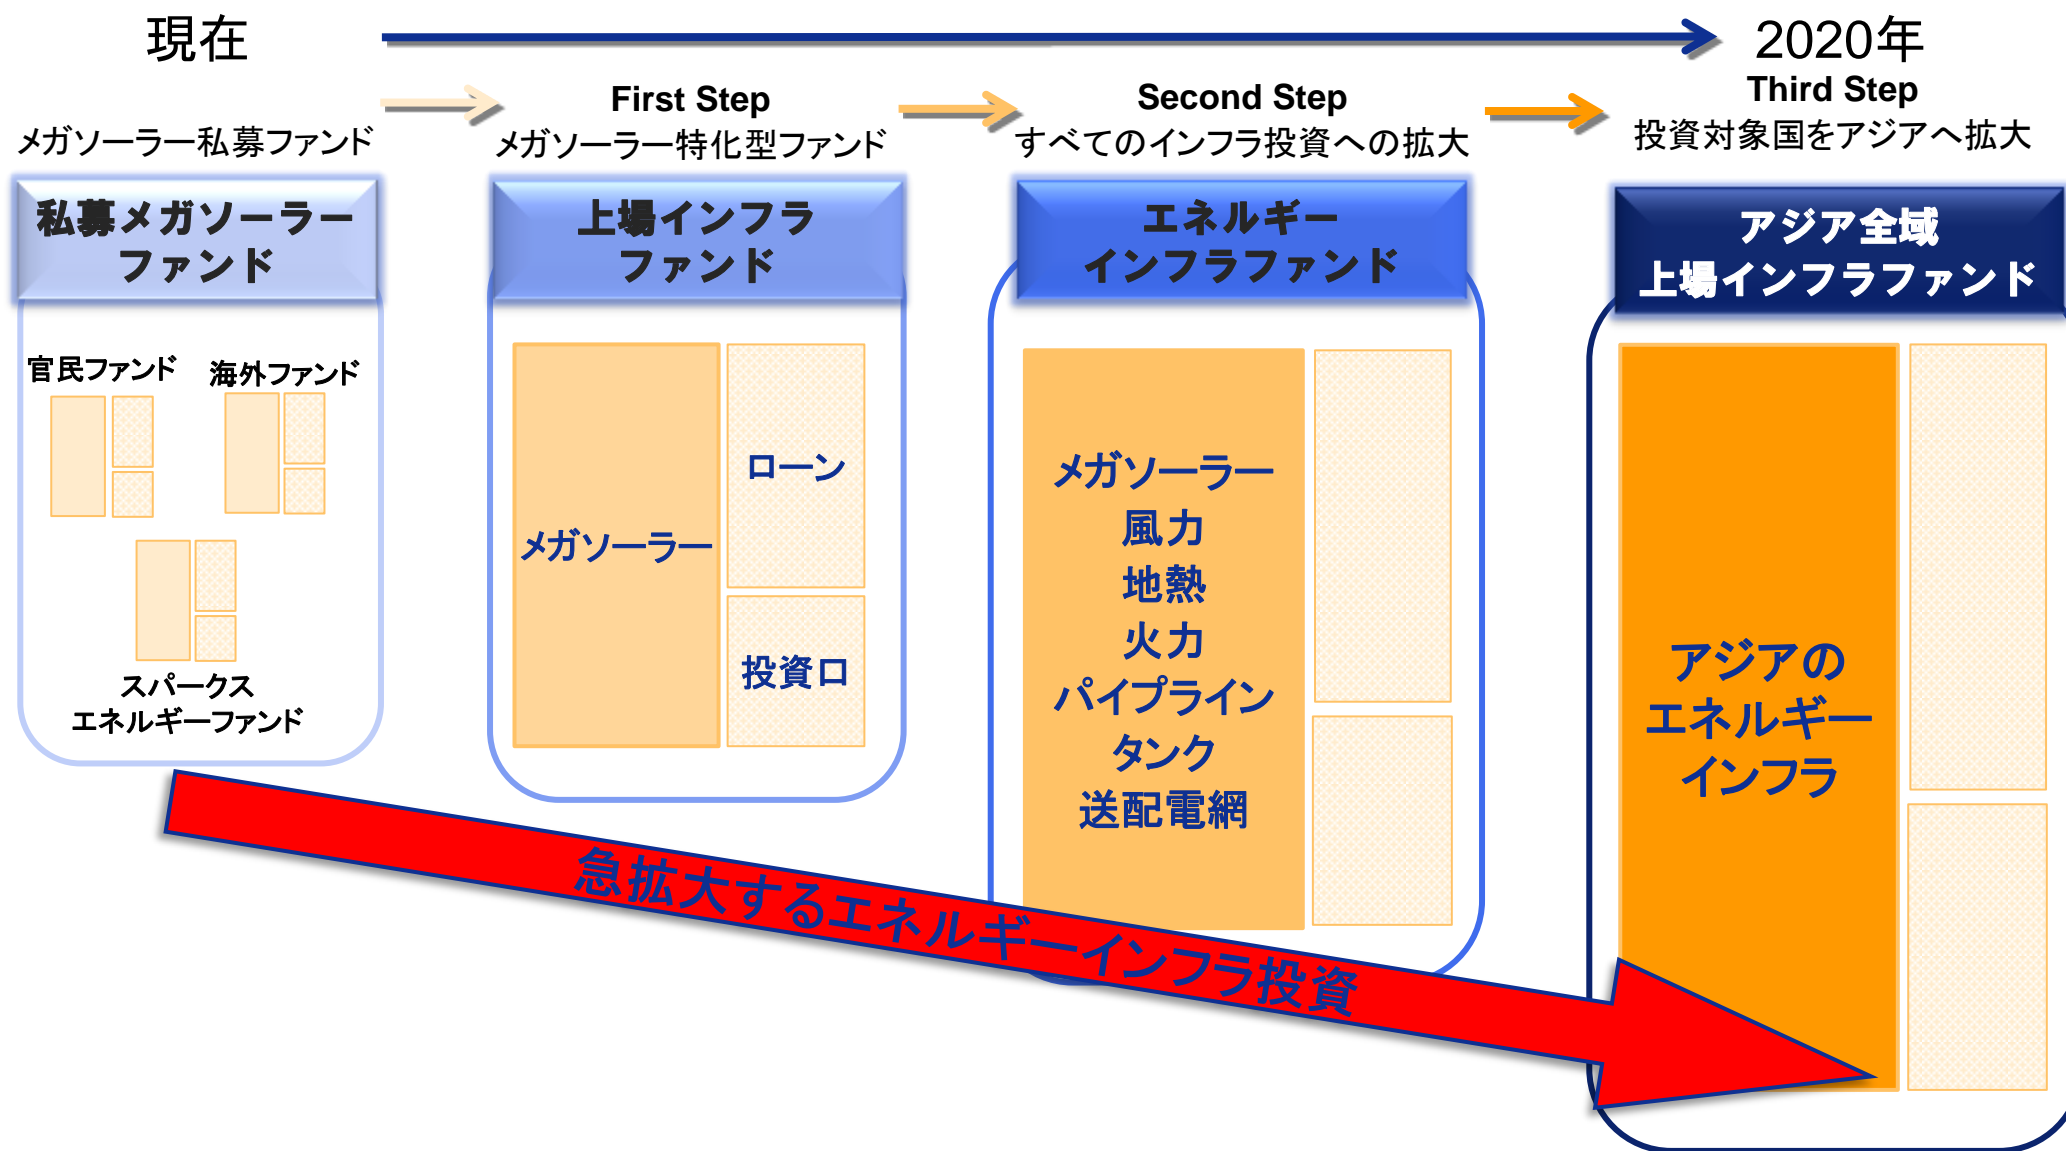 現在
2020年
First Step
Second Step
Third Step
メガソーラー私募ファンド
メガソーラー特化型ファンド
すべてのインフラ投資への拡大
投資対象国をアジアへ拡大
私募メガソーラー
ファンド
上場インフラ
ファンド
エネルギー
インフラファンド
アジア全域
上場インフラファンド
官民ファンド
海外ファンド
スパークス
エネルギーファンド
メガソーラー
ローン
投資口
メガソーラー
風力
地熱
火力
パイプライン
タンク
送配電網
アジアの
エネルギー
インフラ
急拡大するエネルギーインフラ投資